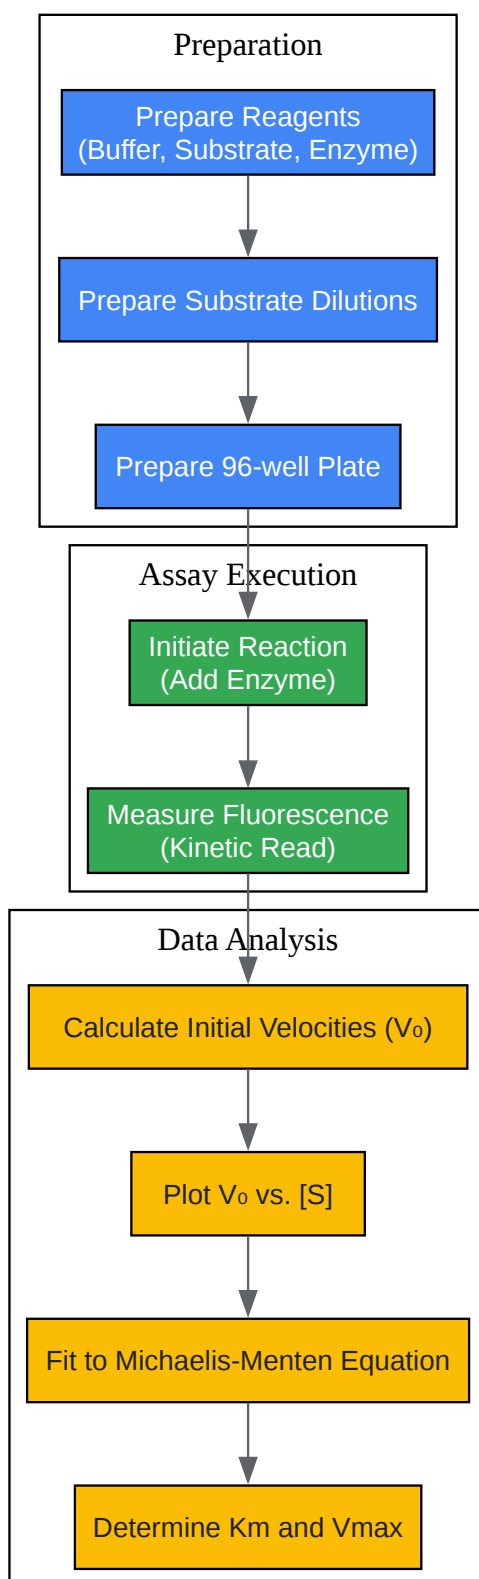 Preparation
Prepare Reagents
(Buffer, Substrate, Enzyme)
Prepare Substrate Dilutions
Prepare 96-well Plate
Assay Execution
Initiate Reaction
(Add Enzyme)
Measure Fluorescence
(Kinetic Read)
Data Analysis
Calculate Initial Velocities (V₀)
Plot V₀ vs. [S]
Fit to Michaelis-Menten Equation
Determine Km and Vmax